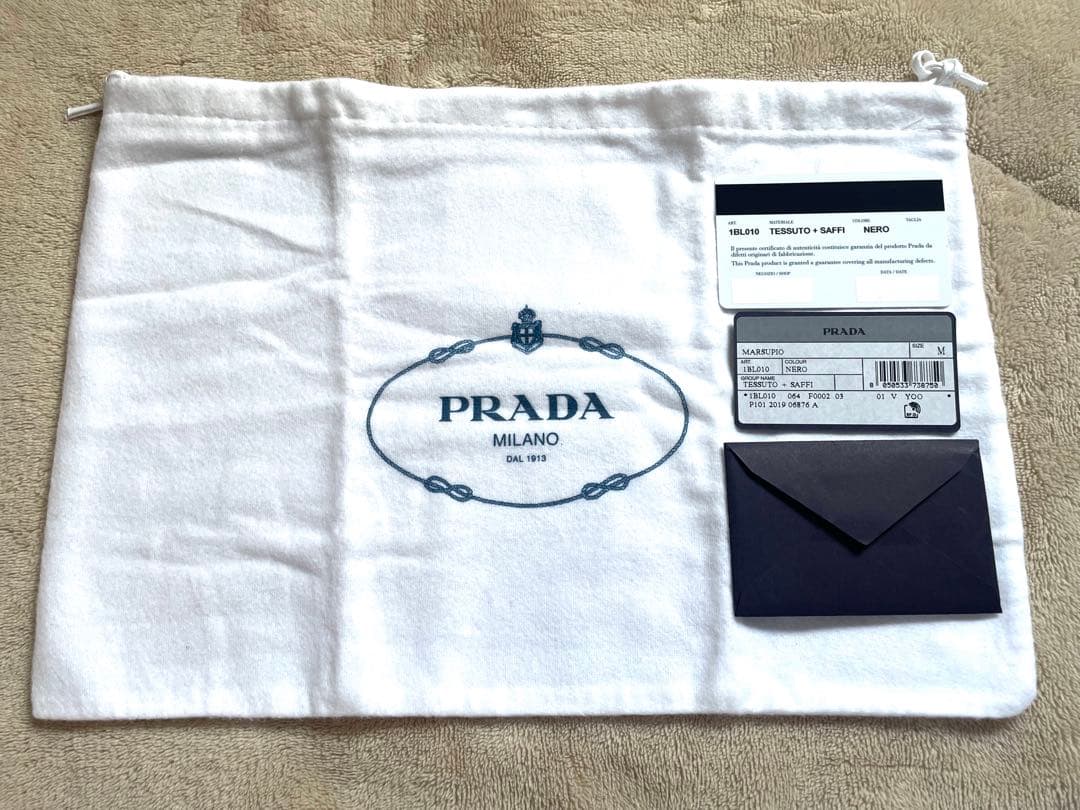 PRADA
MILANO
DAL 1913
ART. MATERIALE COLORE TAGLIA
1BL010 TESSUTO + SAFFI NERO
Il presente certificato di autenticità costituisce garanzia del prodotto Prada da
difetti originari di fabbricazione.
This Prada product is granted a guarantee covering all manufacturing defects.
NEGOZIO / SHOP DATA / DATE
PRADA
MARSUPIO SIZE M
ART. COLOUR
1BL010 NERO
GROUP NAME
TESSUTO + SAFFI
8 050533 738750
*1BL010 064 F0002 03 01 V YOO *
P101 2019 06876 A